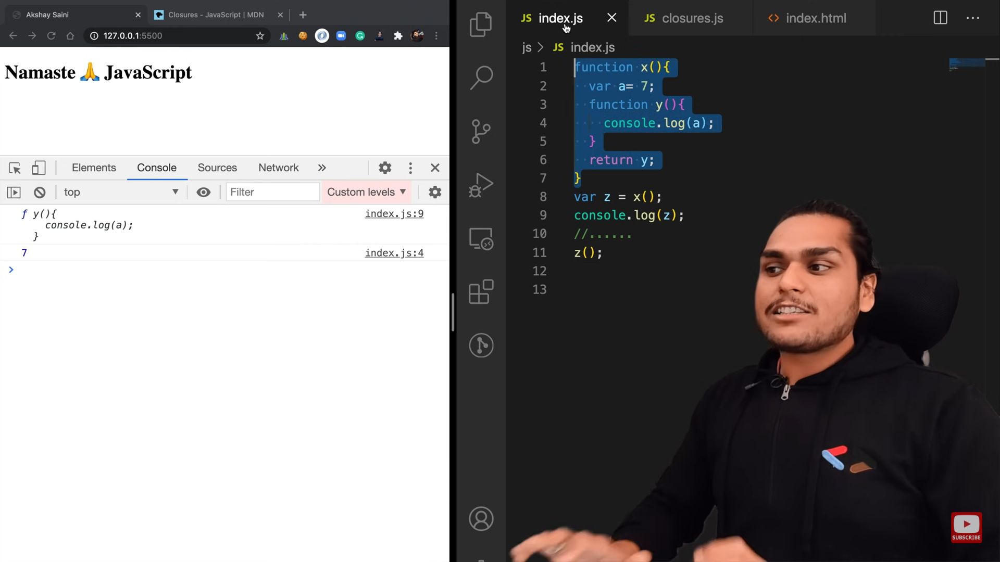 Akshay Saini
Closures - JavaScript | MDN
127.0.0.1:5500
Namaste 🙏 JavaScript
Elements Console Sources Network
top Filter Custom levels
f y(){ index.js:9
console.log(a);
}
7 index.js:4
JS index.js
JS closures.js
index.html
js > JS index.js
1 function x(){
2 var a= 7;
3 function y(){
4 console.log(a);
5 }
6 return y;
7 }
8 var z = x();
9 console.log(z);
10 //......
11 z();
12
13
SUBSCRIBE